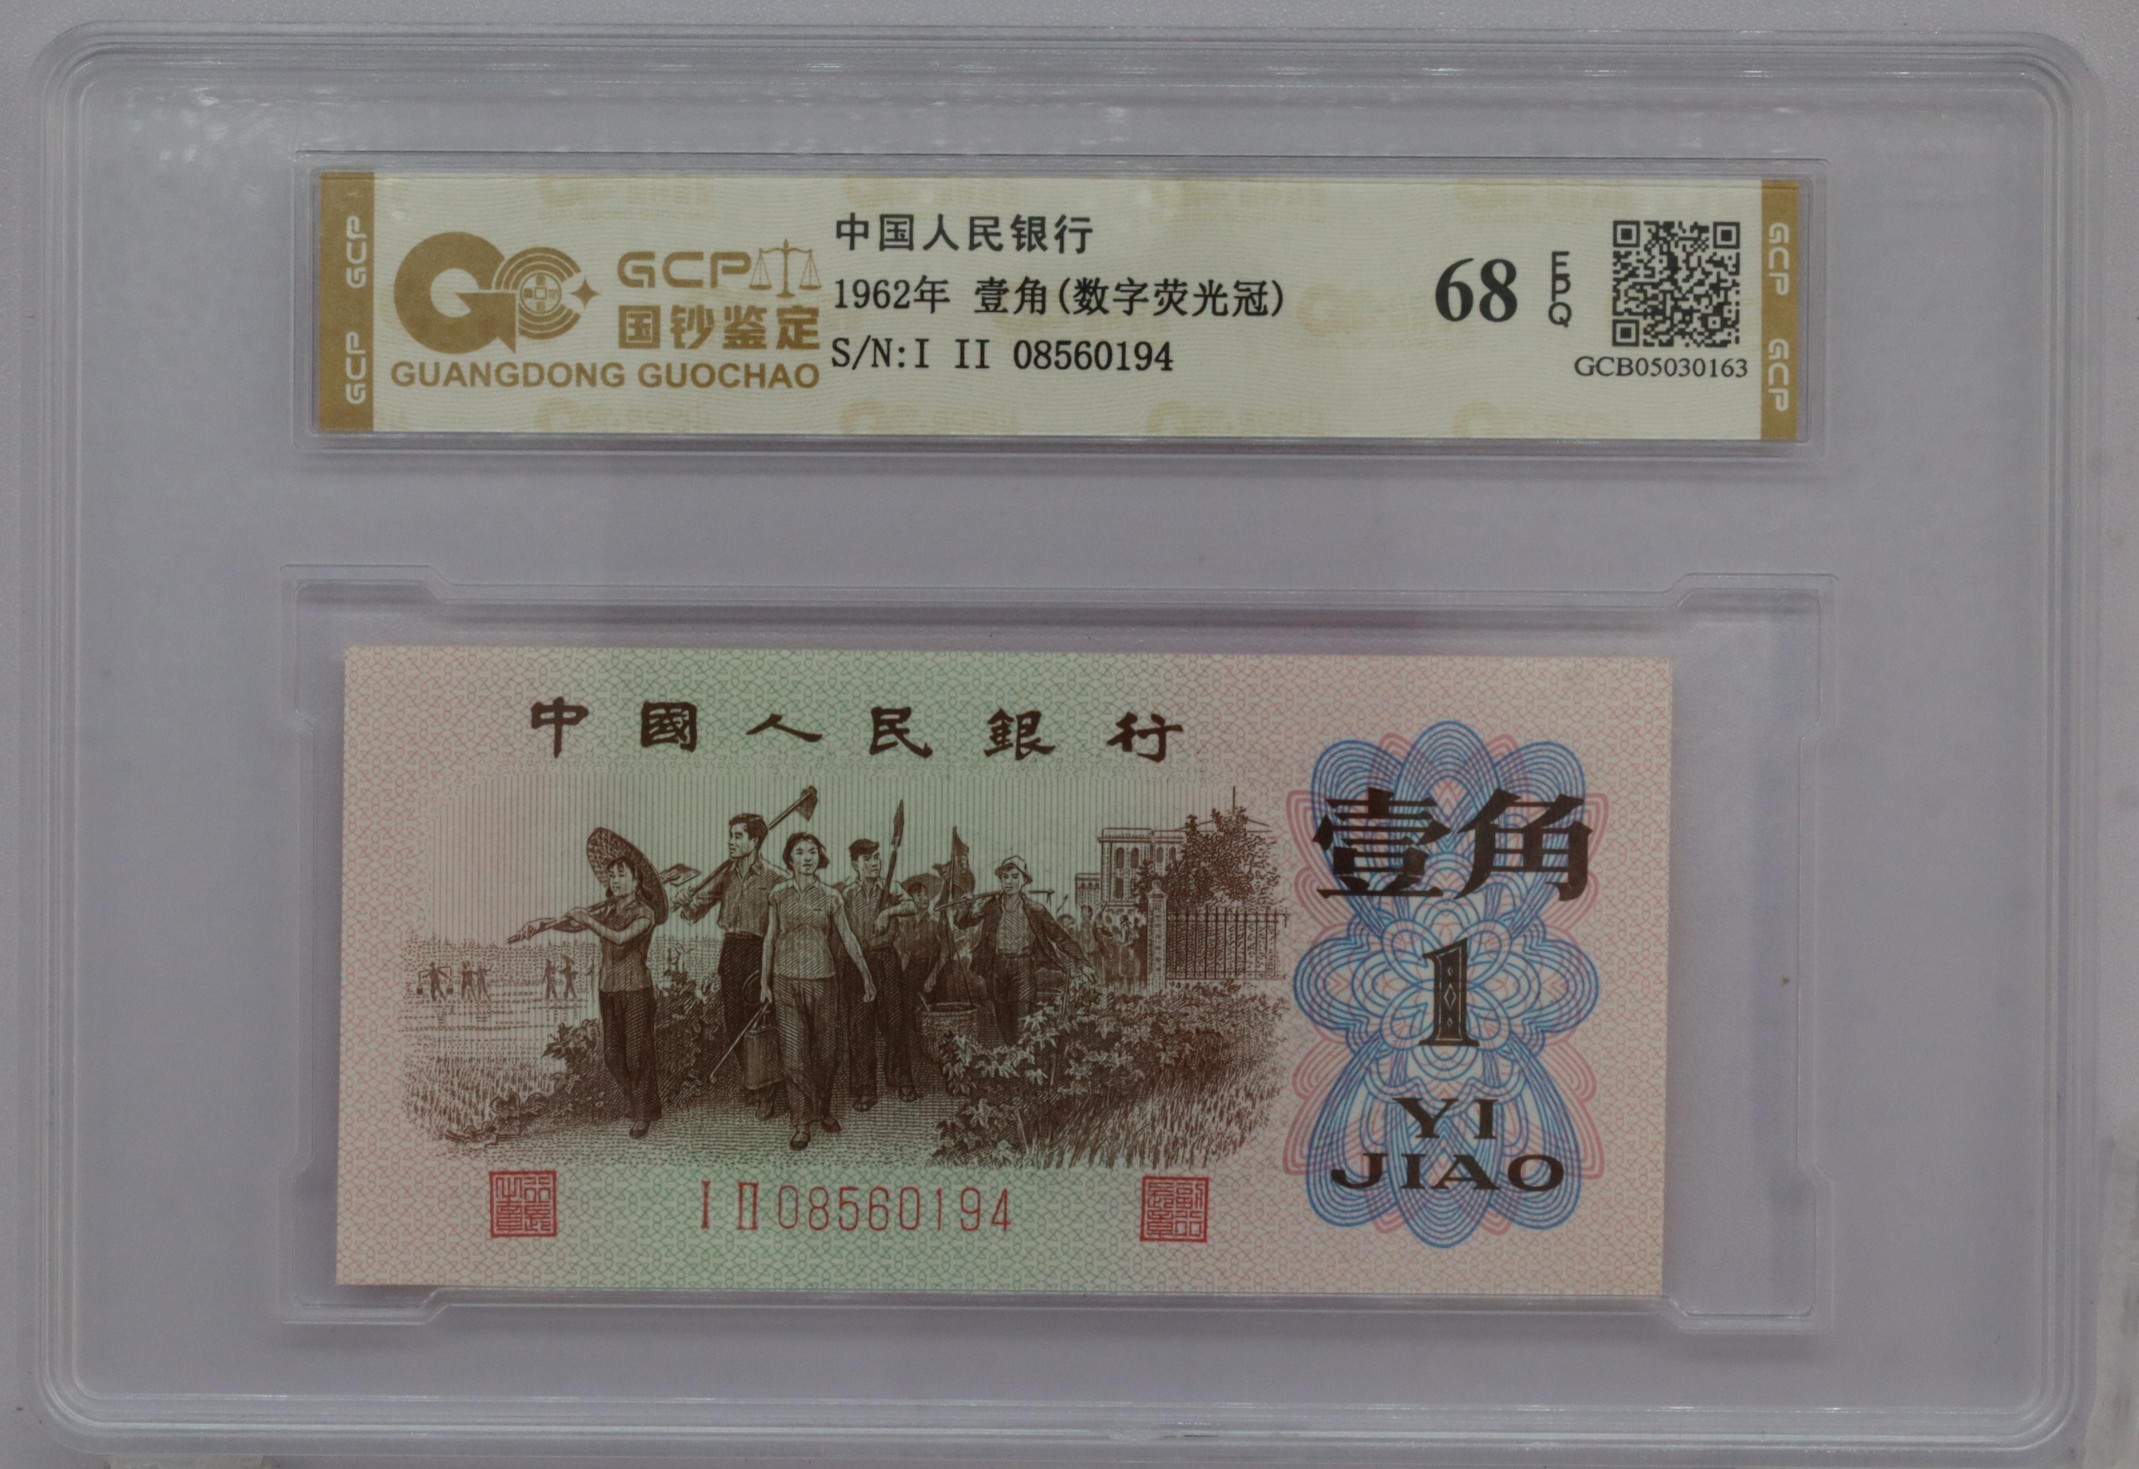 GCP GCP
GCP
国钞鉴定
GUANGDONG GUOCHAO
中国人民银行
1962年 壹角(数字荧光冠)
S/N:I II 08560194
68 EPQ
GCB05030163
GCP GCP
中國人民銀行
壹角
1
YI
JIAO
I II 08560194